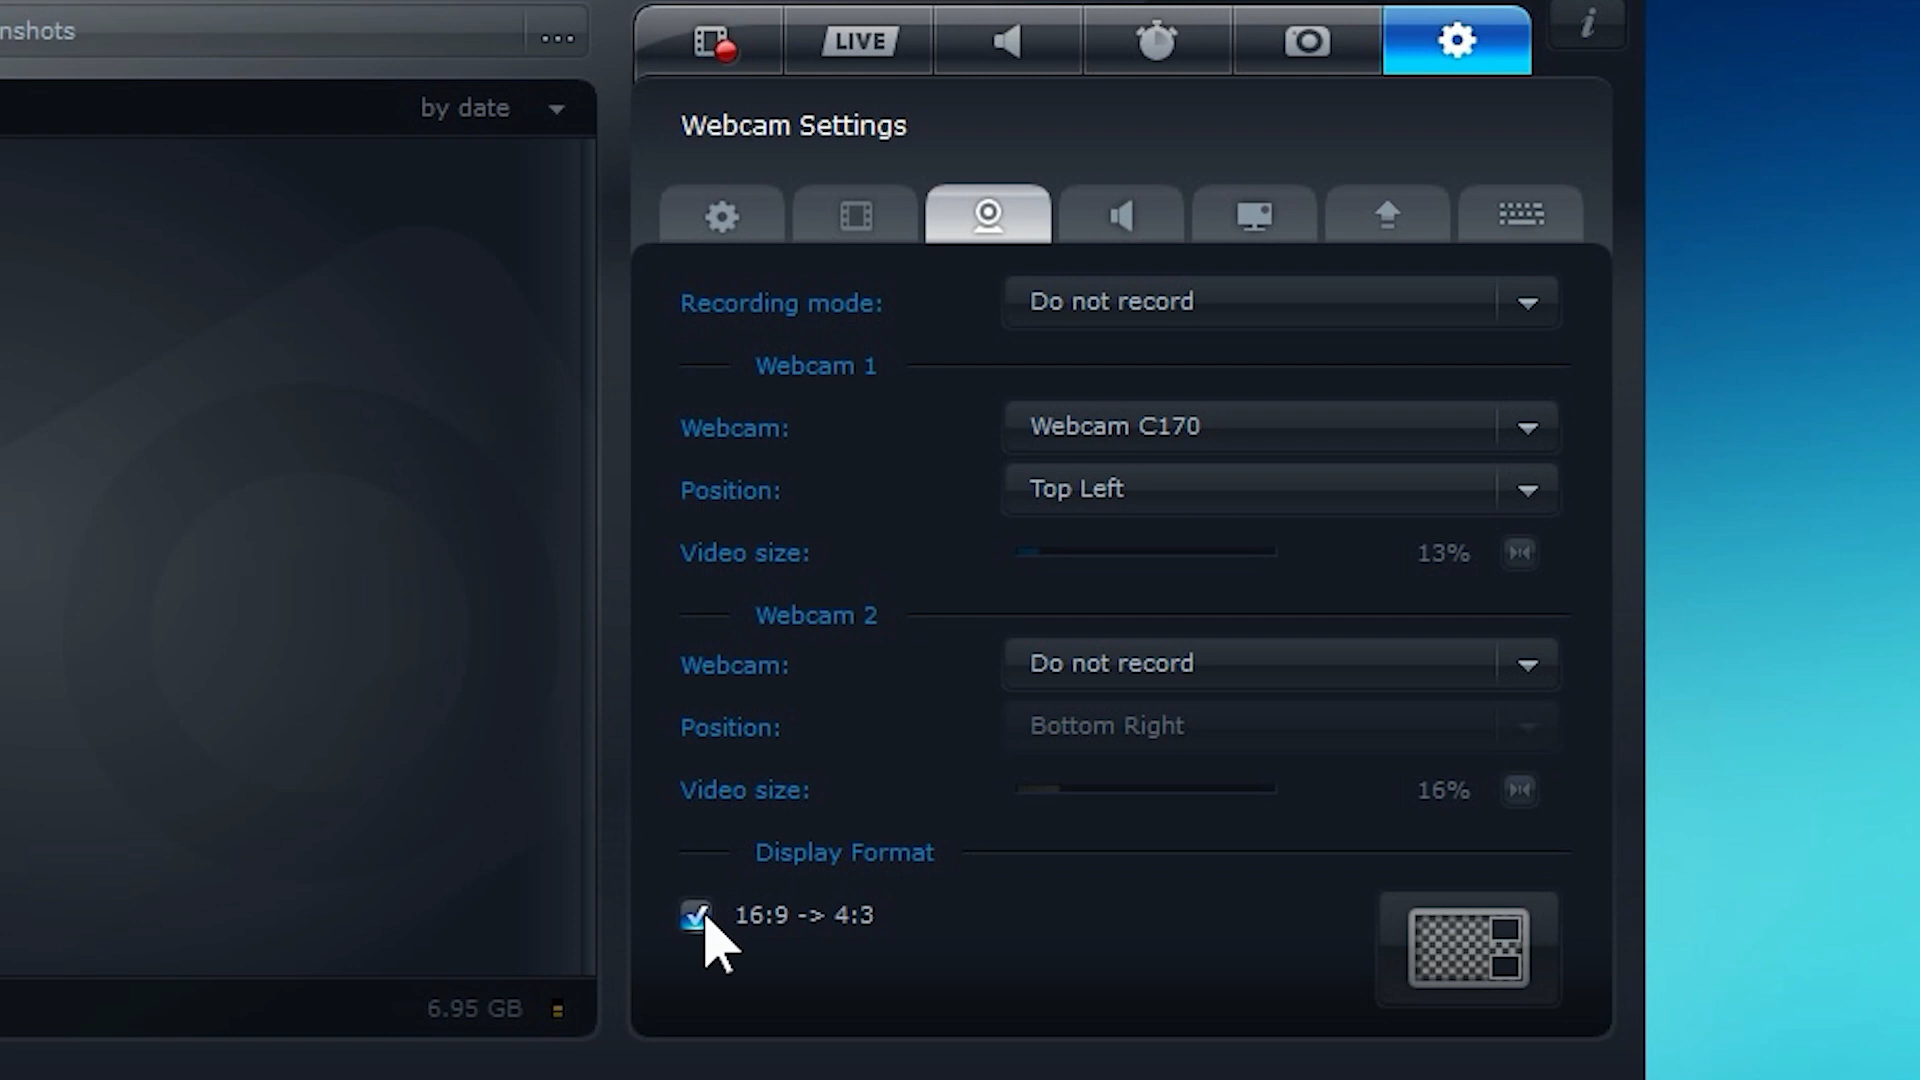 nshots
...
LIVE
i
by date
Webcam Settings
Recording mode: Do not record
Webcam 1
Webcam: Webcam C170
Position: Top Left
Video size: 13%
Webcam 2
Webcam: Do not record
Position: Bottom Right
Video size: 16%
Display Format
16:9 -> 4:3
6.95 GB